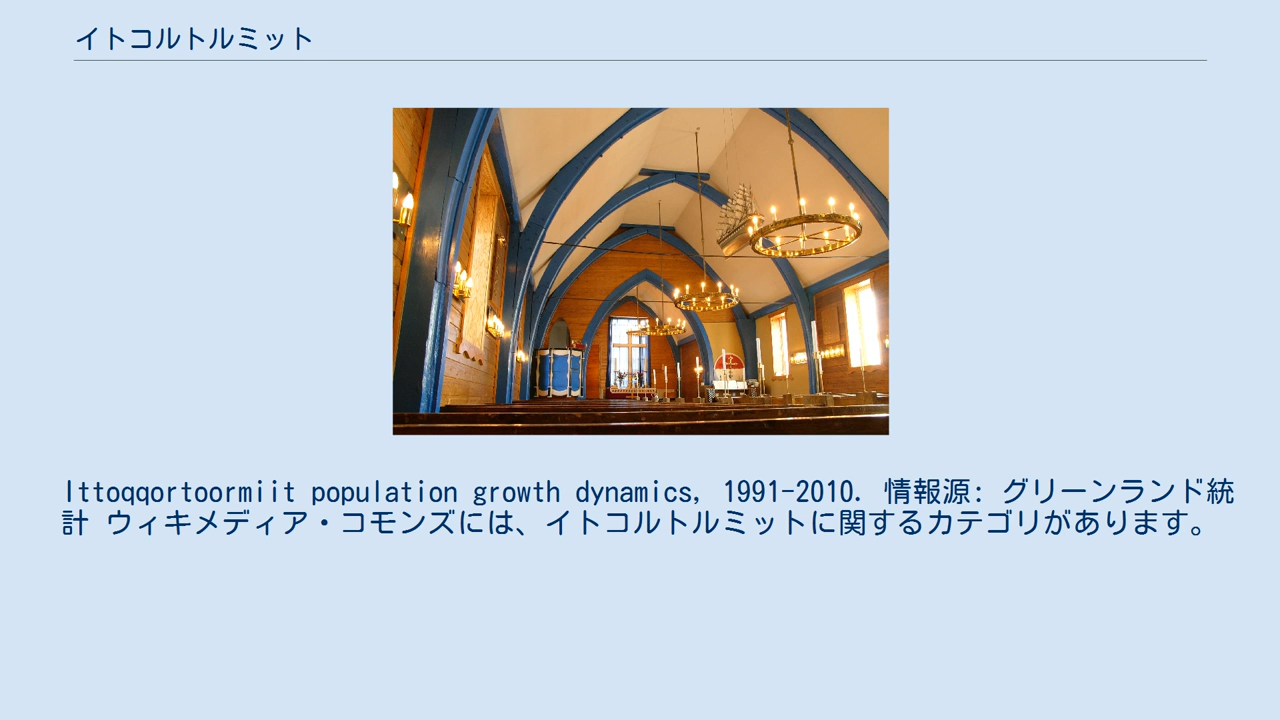 イトコルトルミット
Ittoqqortoormiit population growth dynamics, 1991-2010. 情報源: グリーンランド統
計 ウィキメディア・コモンズには、イトコルトルミットに関するカテゴリがあります。